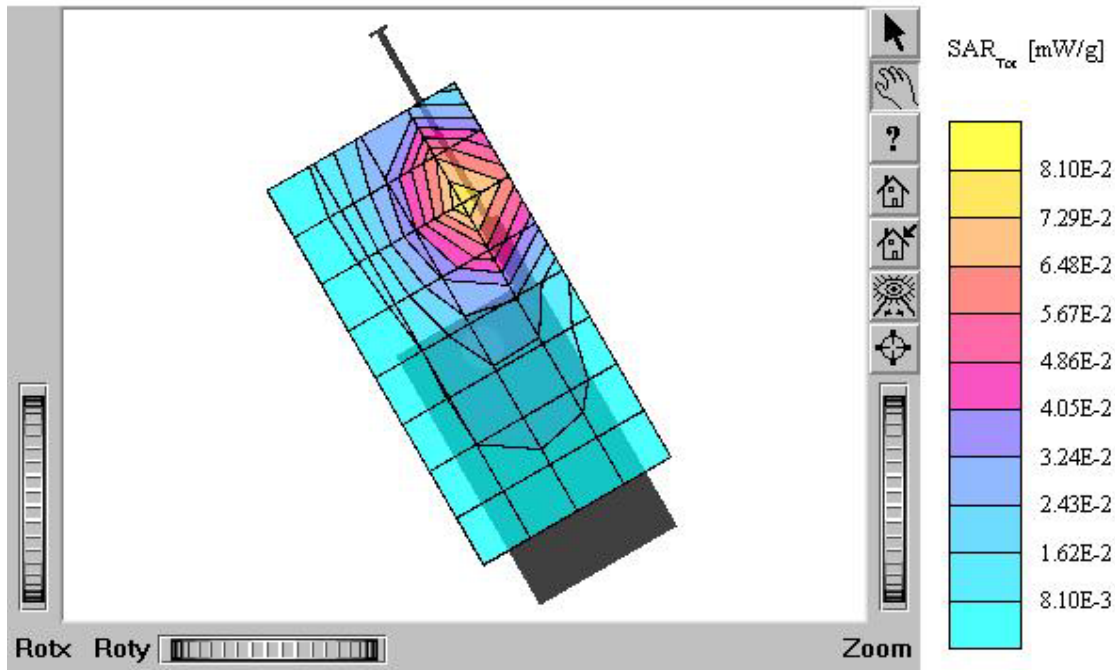 SARTot [mW/g]
?
8.10E-2
7.29E-2
6.48E-2
5.67E-2
4.86E-2
4.05E-2
3.24E-2
2.43E-2
1.62E-2
8.10E-3
Rotx Roty Zoom